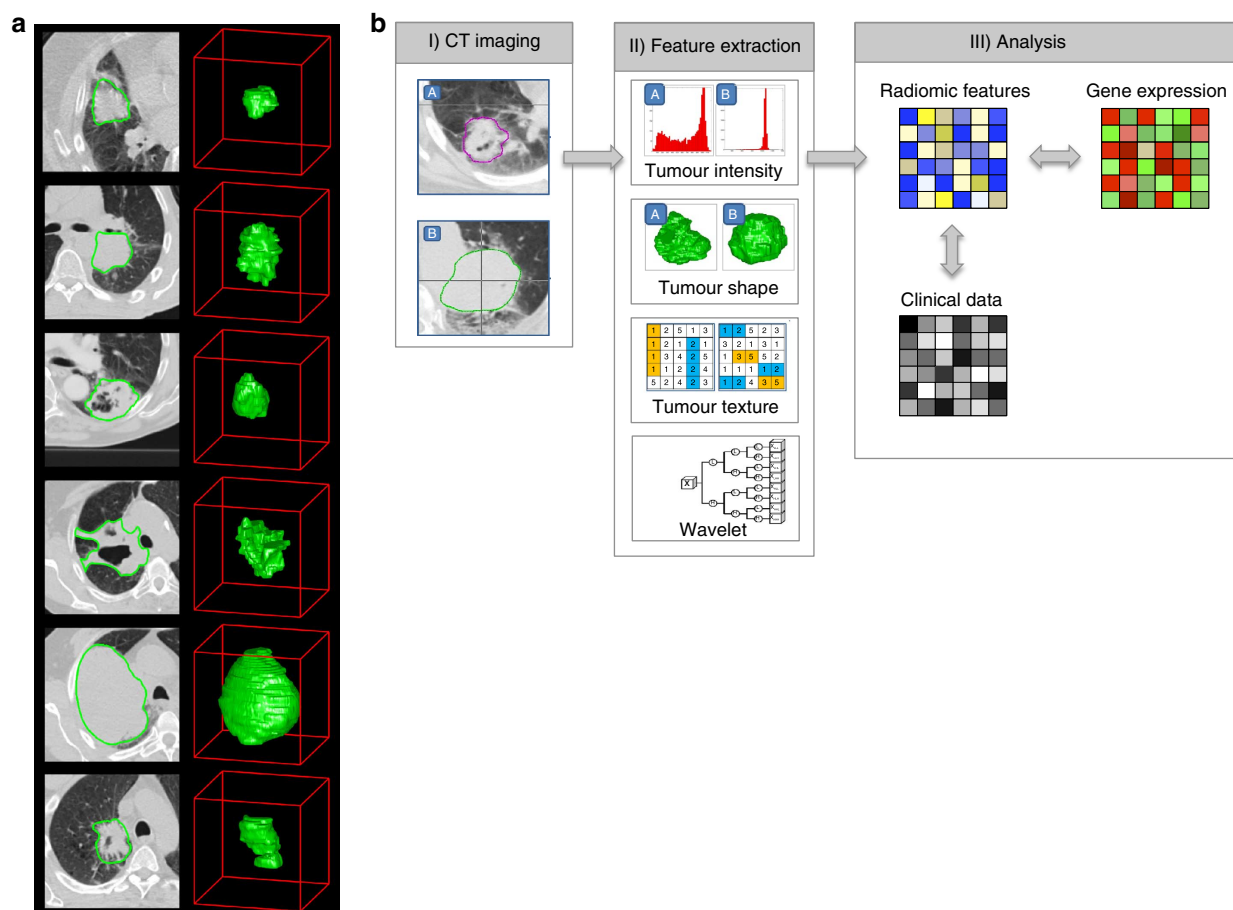 a
b
I) CT imaging
A
B
II) Feature extraction
A
B
Tumour intensity
A
B
Tumour shape
1 2 5 1 3
1 2 1
1 3 4 2 5
1 1 2 4
5 2 4 2 3
1 2 5 2 3
3 2 1 3 1
1 3 5 5 2
1 1 1 1 2
1 2 4 3 5
Tumour texture
X
Wavelet
III) Analysis
Radiomic features
Gene expression
Clinical data